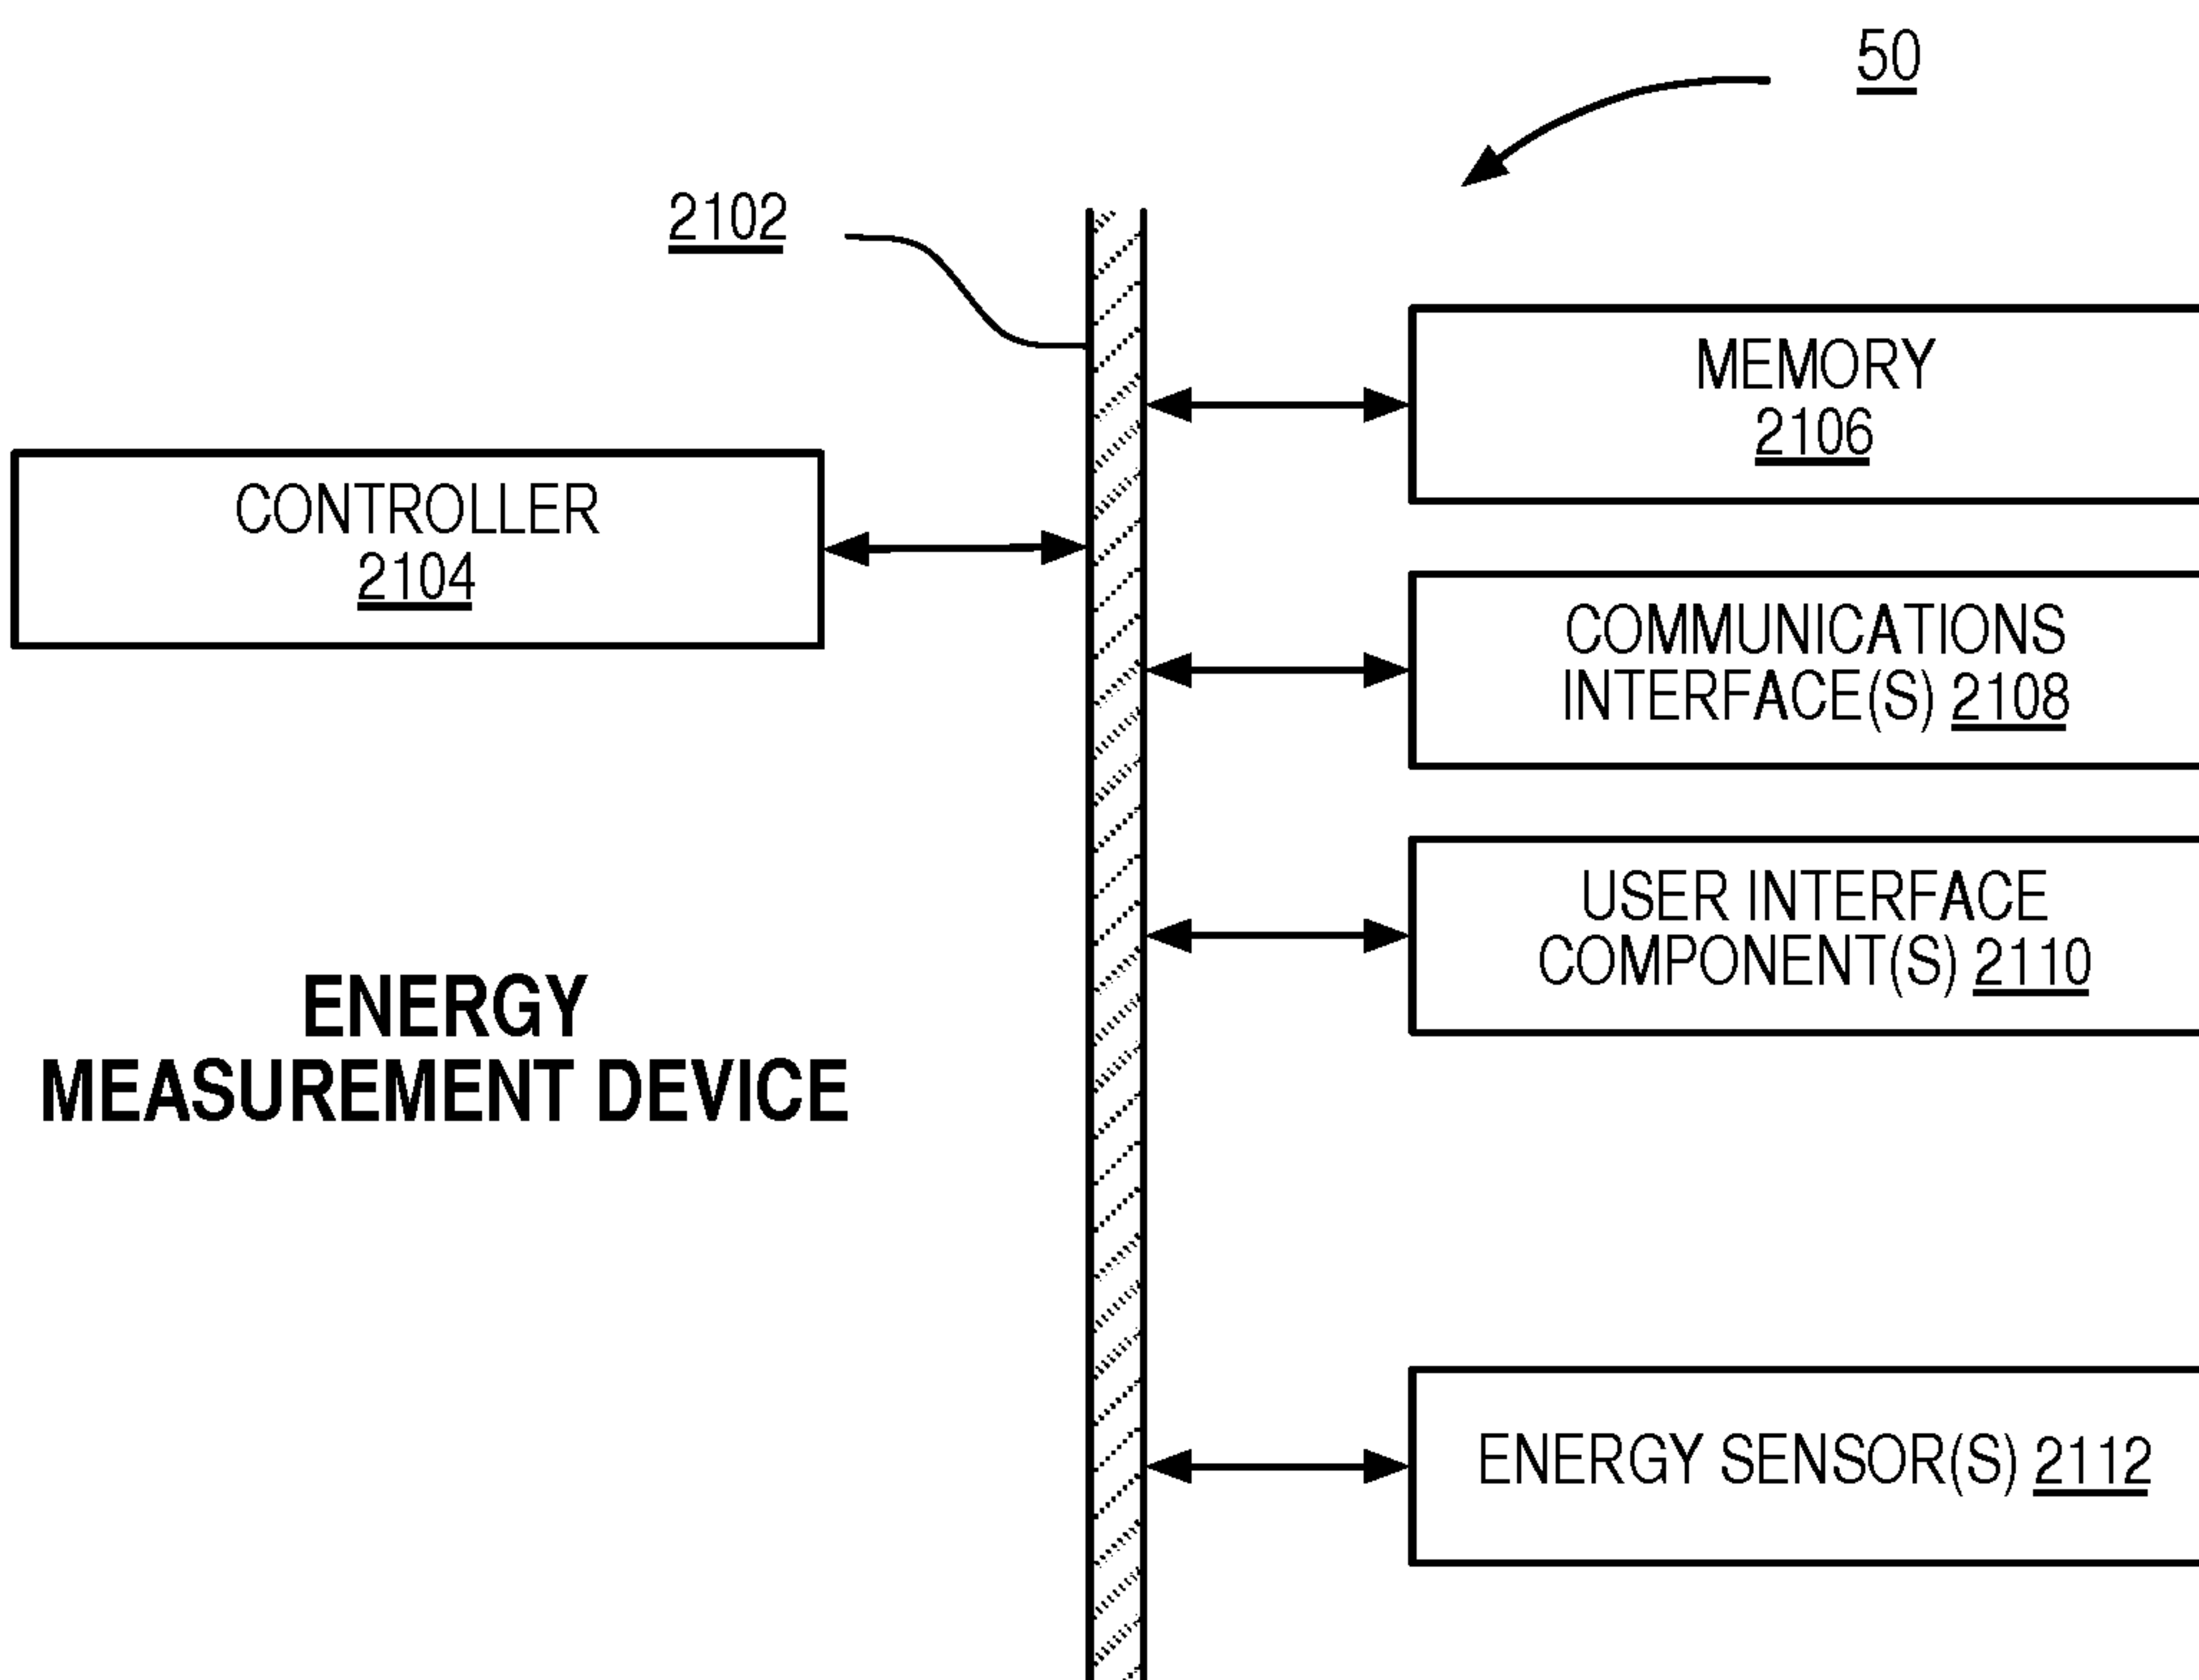 50
2102
MEMORY
2106
CONTROLLER
2104
COMMUNICATIONS
INTERFACE(S) 2108
USER INTERFACE
COMPONENT(S) 2110
ENERGY
MEASUREMENT DEVICE
ENERGY SENSOR(S) 2112